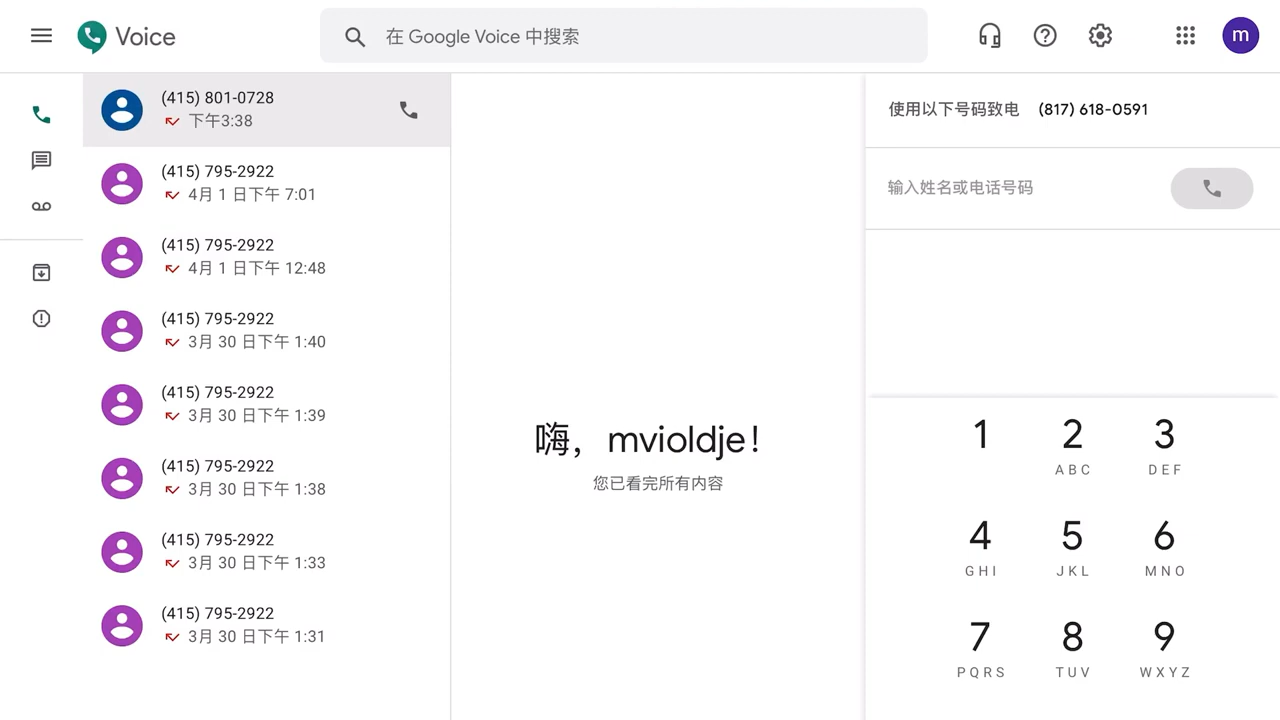 Voice
在 Google Voice 中搜索
m
(415) 801-0728
下午3:38
(415) 795-2922
4月 1 日下午 7:01
(415) 795-2922
4月 1 日下午 12:48
(415) 795-2922
3月 30 日下午 1:40
(415) 795-2922
3月 30 日下午 1:39
(415) 795-2922
3月 30 日下午 1:38
(415) 795-2922
3月 30 日下午 1:33
(415) 795-2922
3月 30 日下午 1:31
嗨，mvioldje！
您已看完所有内容
使用以下号码致电 (817) 618-0591
输入姓名或电话号码
1 2 3
ABC DEF
4 5 6
GHI JKL MNO
7 8 9
PQRS TUV WXYZ